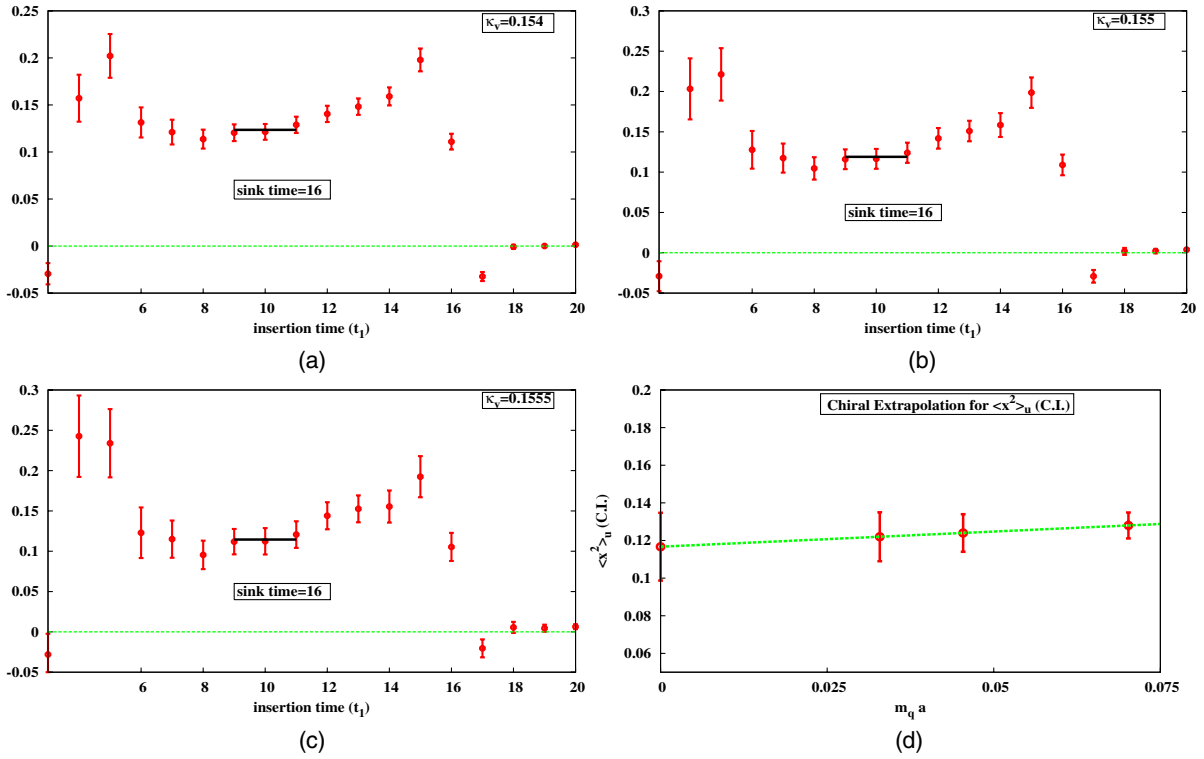 0.25
0.2
0.15
0.1
0.05
0
-0.05
κv=0.154
sink time=16
6 8 10 12 14 16 18 20
insertion time (t1)
(a)
0.3
0.25
0.2
0.15
0.1
0.05
0
-0.05
κv=0.155
sink time=16
6 8 10 12 14 16 18 20
insertion time (t1)
(b)
0.3
0.25
0.2
0.15
0.1
0.05
0
-0.05
κv=0.1555
sink time=16
6 8 10 12 14 16 18 20
insertion time (t1)
(c)
0.2
0.18
0.16
0.14
0.12
0.1
0.08
0.06
<x2>u (C.I.)
Chiral Extrapolation for <x2>u (C.I.)
0 0.025 0.05 0.075
mq a
(d)